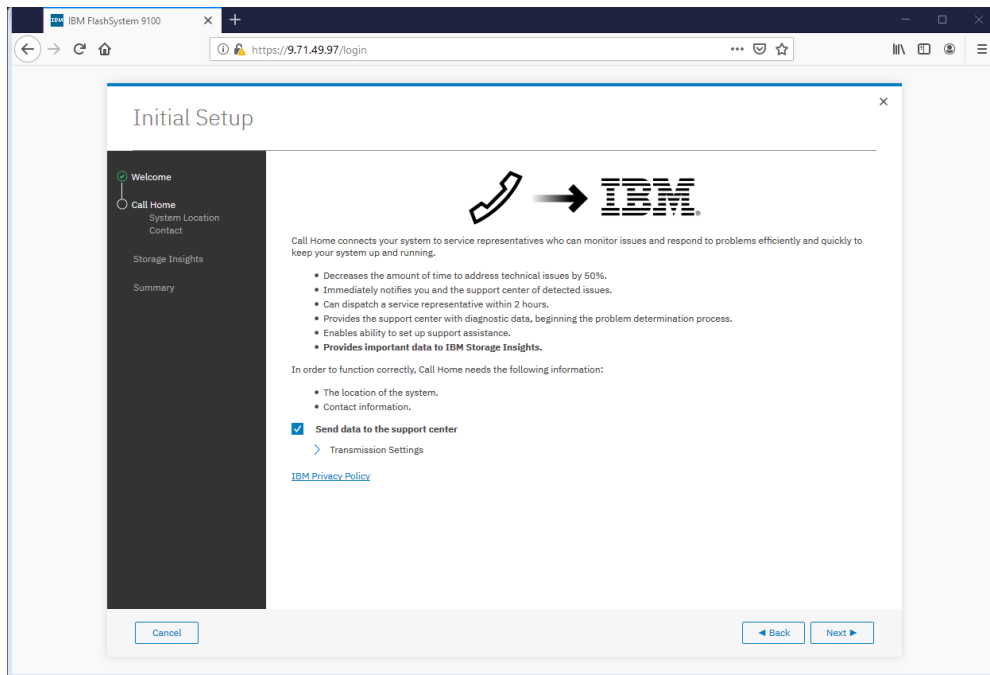 IBM IBM FlashSystem 9100
https://9.71.49.97/login
Initial Setup
Welcome
Call Home
System Location
Contact
Storage Insights
Summary
IBM®
Call Home connects your system to service representatives who can monitor issues and respond to problems efficiently and quickly to
keep your system up and running.
• Decreases the amount of time to address technical issues by 50%.
• Immediately notifies you and the support center of detected issues.
• Can dispatch a service representative within 2 hours.
• Provides the support center with diagnostic data, beginning the problem determination process.
• Enables ability to set up support assistance.
• Provides important data to IBM Storage Insights.
In order to function correctly, Call Home needs the following information:
• The location of the system.
• Contact information.
Send data to the support center
Transmission Settings
IBM Privacy Policy
Cancel
Back
Next